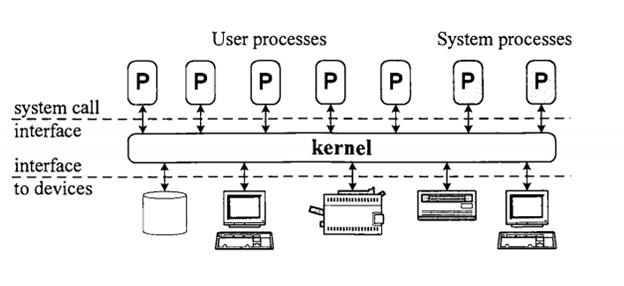 User processes System processes
P P P P P P P
system call
interface
kernel
interface
to devices